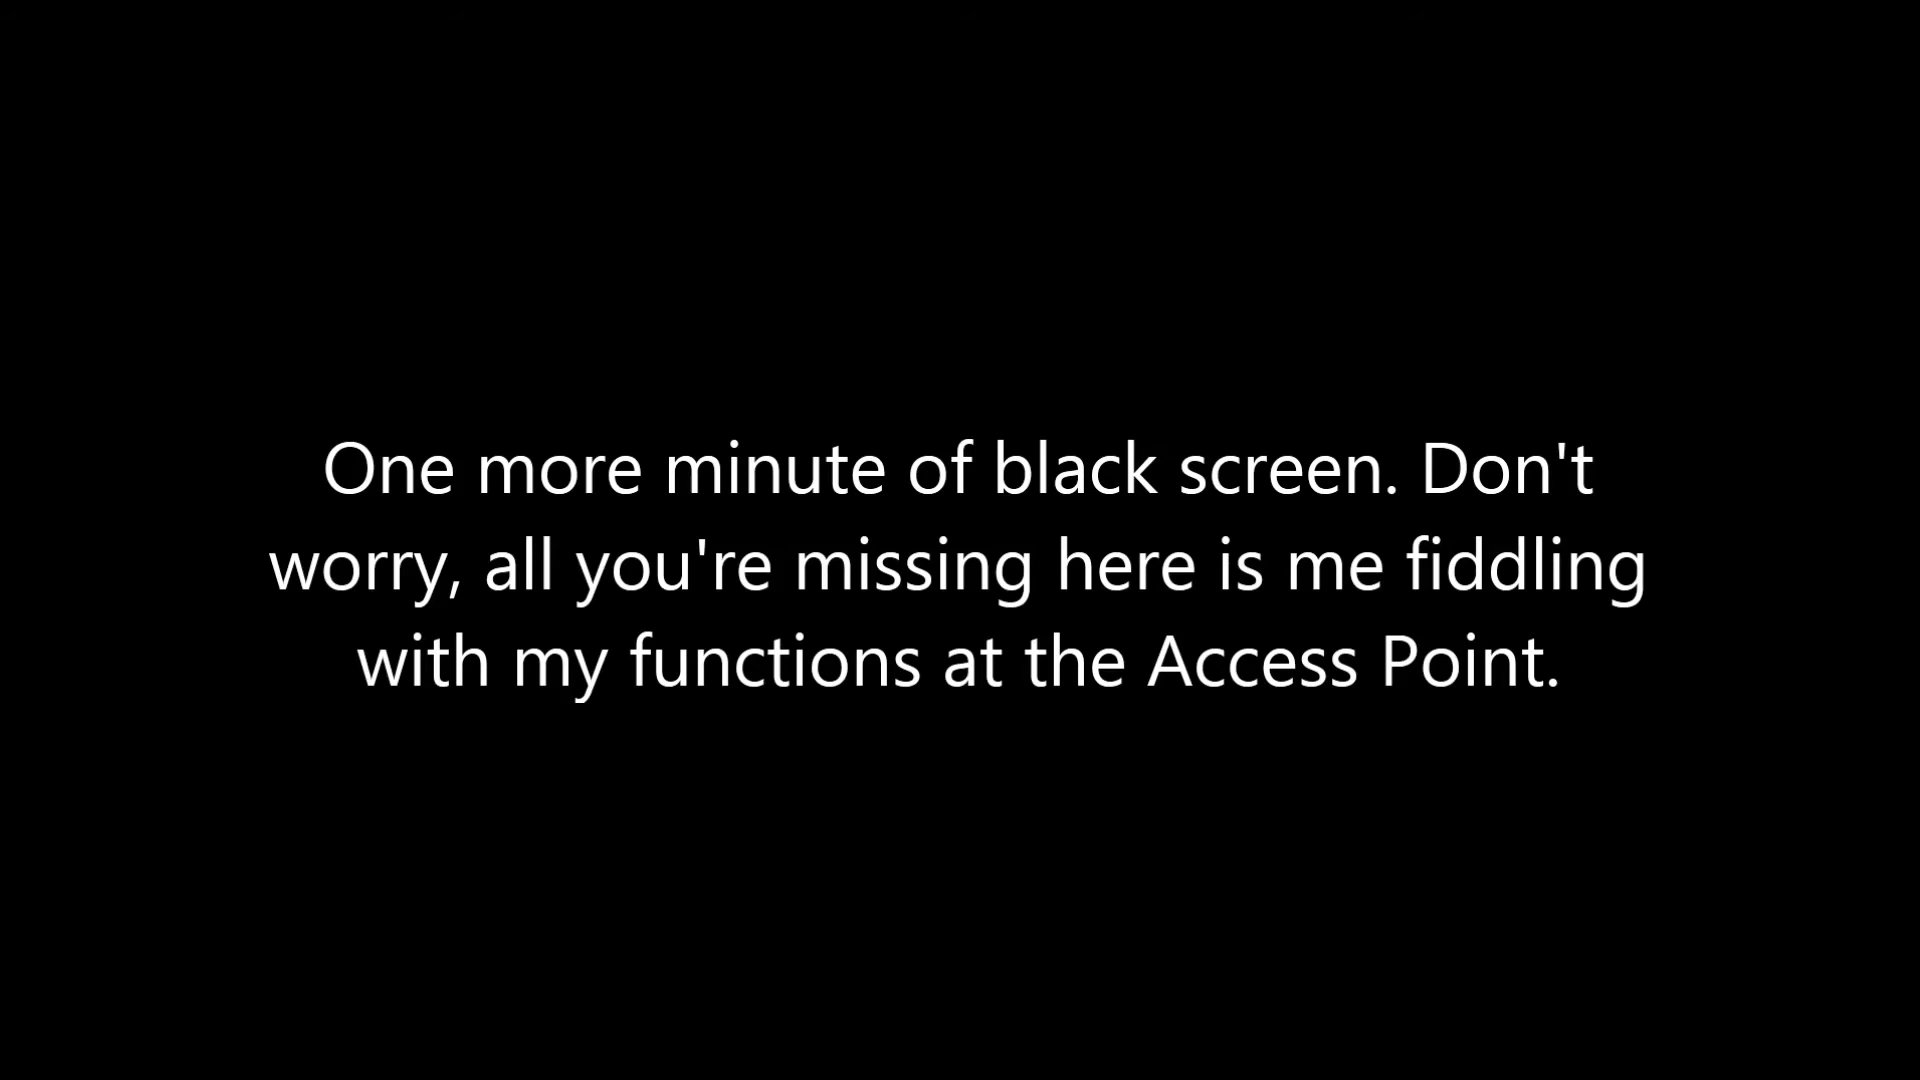 One more minute of black screen. Don't
worry, all you're missing here is me fiddling
with my functions at the Access Point.